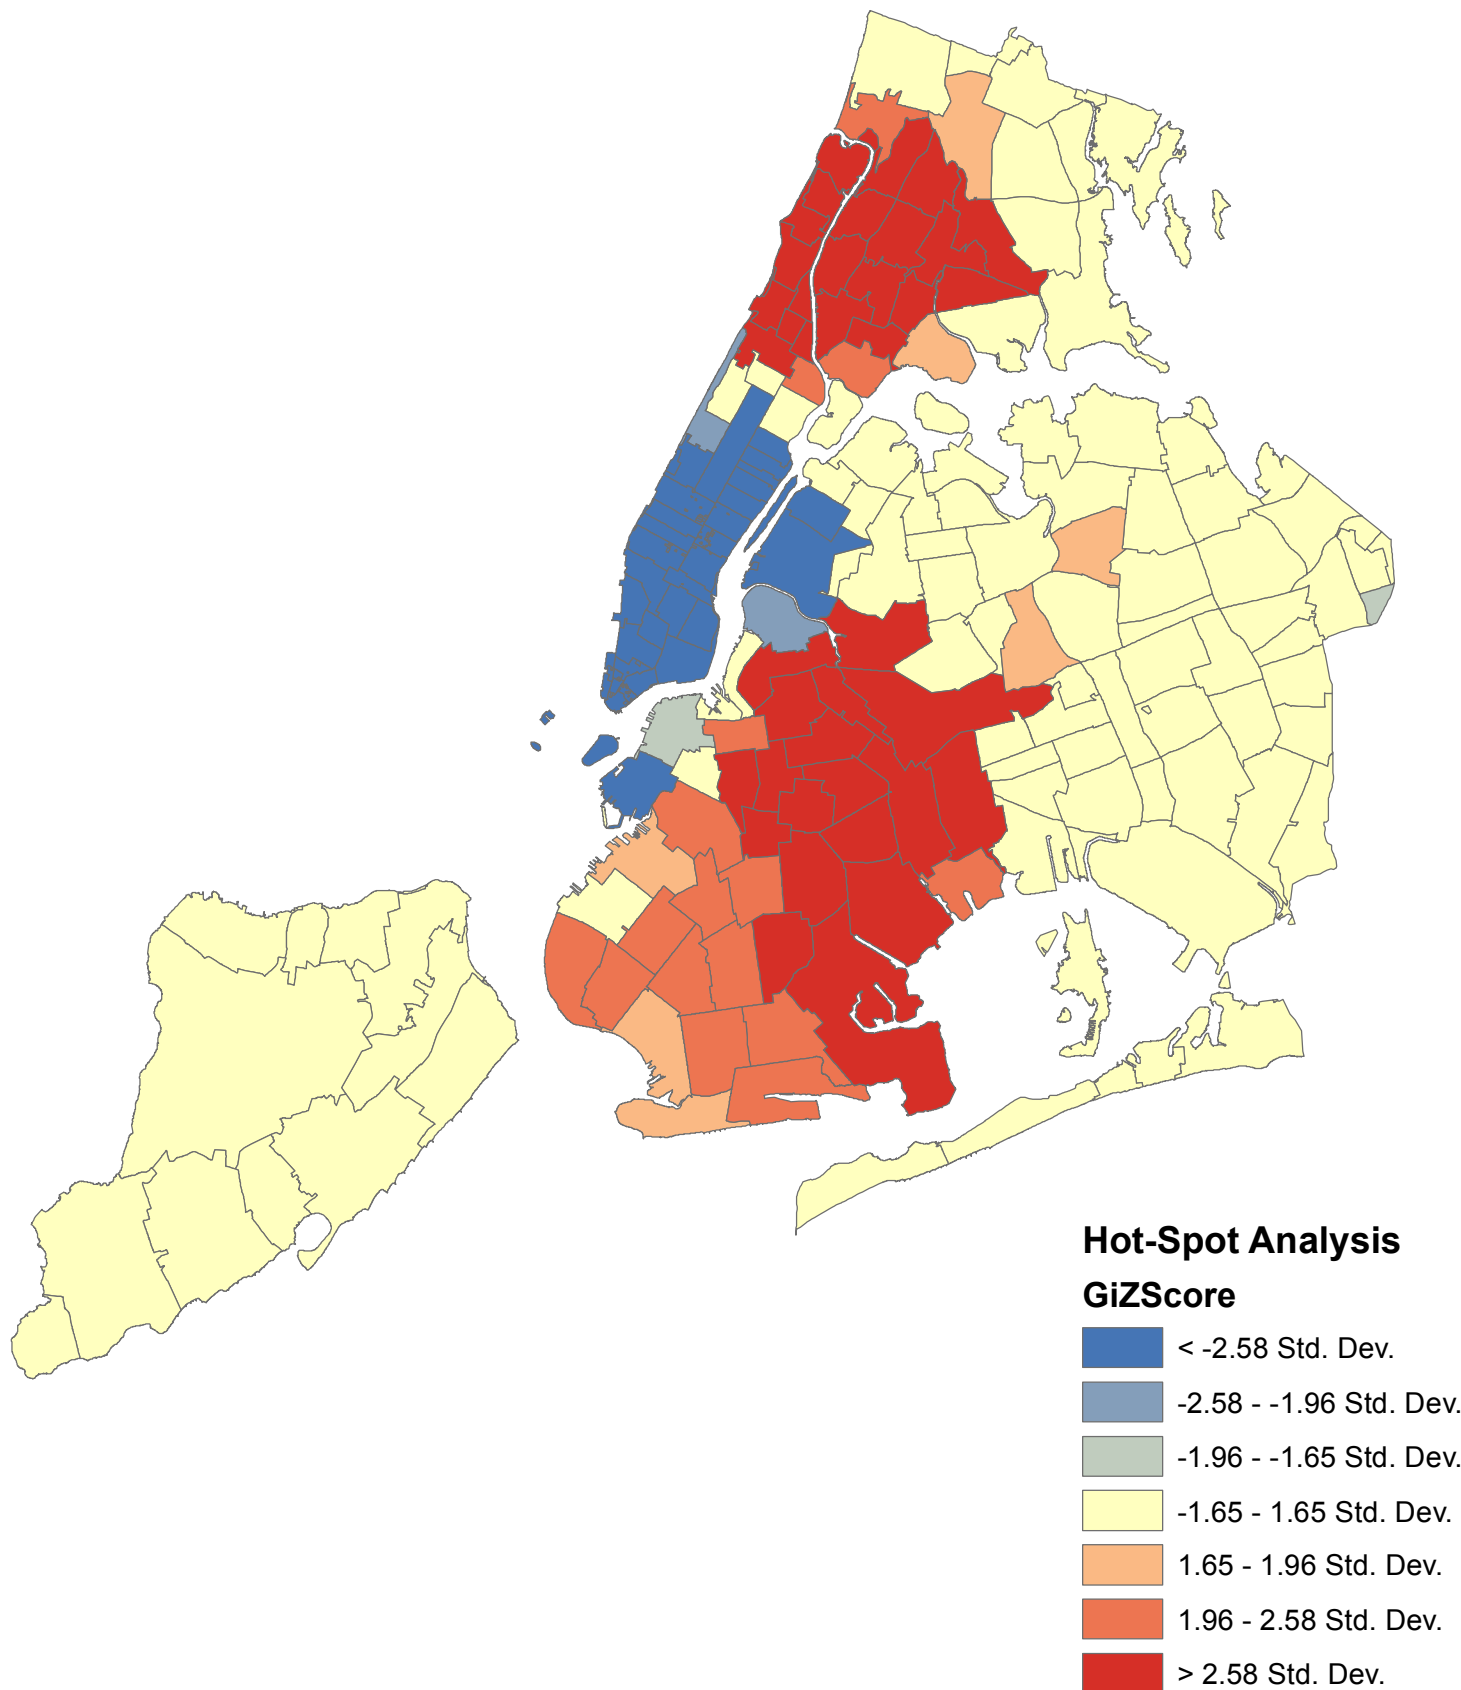 Hot-Spot Analysis
GiZScore
< -2.58 Std. Dev.
-2.58 - -1.96 Std. Dev.
-1.96 - -1.65 Std. Dev.
-1.65 - 1.65 Std. Dev.
1.65 - 1.96 Std. Dev.
1.96 - 2.58 Std. Dev.
> 2.58 Std. Dev.